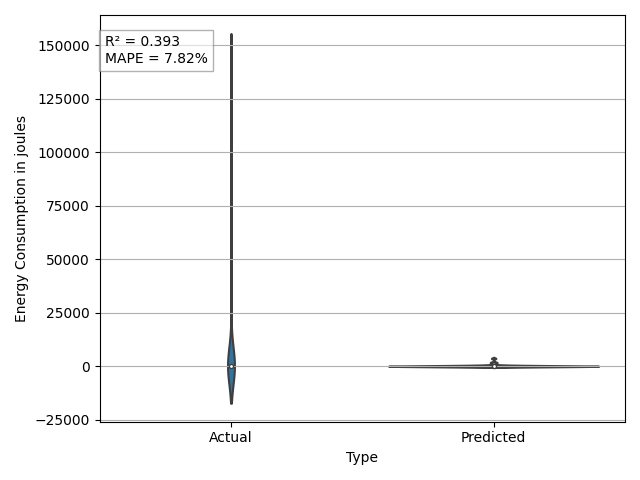 R² = 0.393
MAPE = 7.82%
150000
125000
100000
75000
50000
25000
0
−25000
Energy Consumption in joules
Actual
Predicted
Type